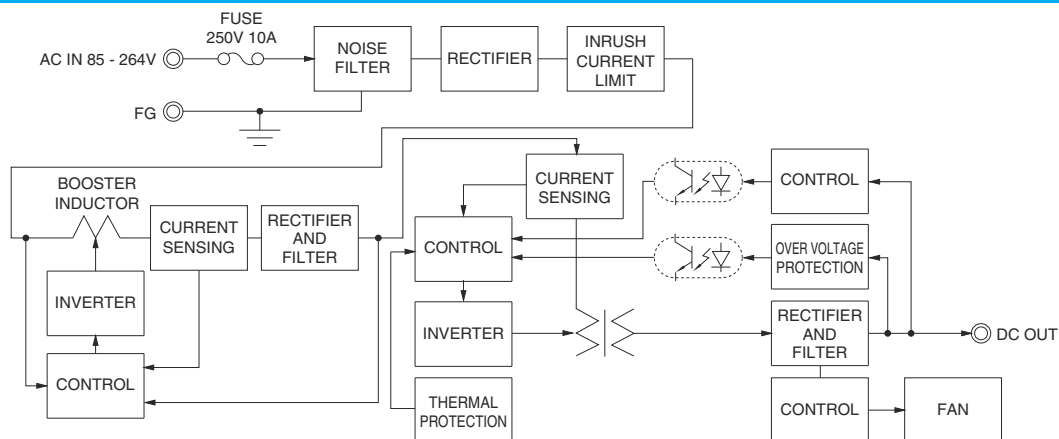 FUSE
250V 10A
AC IN 85 - 264V
NOISE
FILTER
RECTIFIER
INRUSH
CURRENT
LIMIT
FG
BOOSTER
INDUCTOR
CURRENT
SENSING
RECTIFIER
AND
FILTER
INVERTER
CONTROL
CURRENT
SENSING
CONTROL
INVERTER
THERMAL
PROTECTION
CONTROL
OVER VOLTAGE
PROTECTION
RECTIFIER
AND
FILTER
DC OUT
CONTROL
FAN